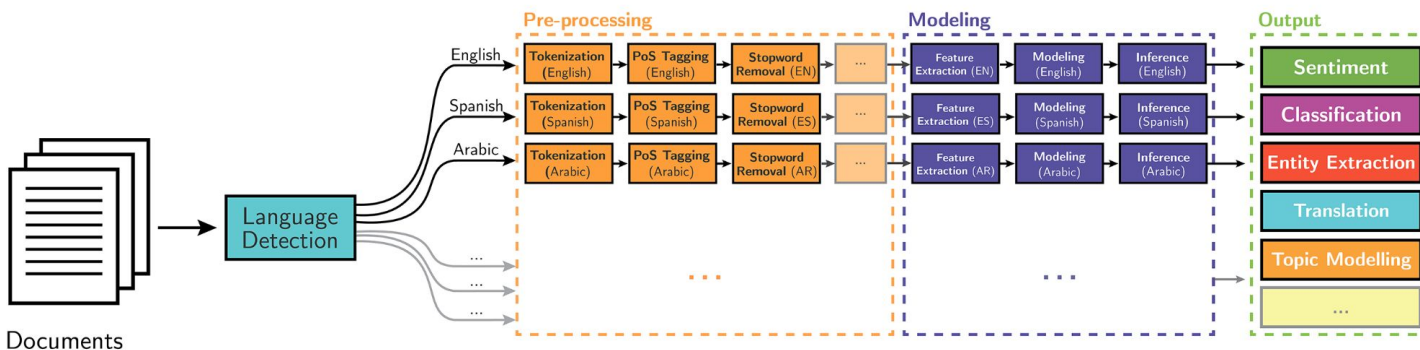 Pre-processing
Modeling
Output
English
Tokenization
(English)
PoS Tagging
(English)
Stopword
Removal (EN)
...
Feature
Extraction (EN)
Modeling
(English)
Inference
(English)
Sentiment
Spanish
Tokenization
(Spanish)
PoS Tagging
(Spanish)
Stopword
Removal (ES)
...
Feature
Extraction (ES)
Modeling
(Spanish)
Inference
(Spanish)
Classification
Arabic
Tokenization
(Arabic)
PoS Tagging
(Arabic)
Stopword
Removal (AR)
...
Feature
Extraction (AR)
Modeling
(Arabic)
Inference
(Arabic)
Entity Extraction
Language
Detection
Translation
...
...
...
...
...
Topic Modelling
...
Documents